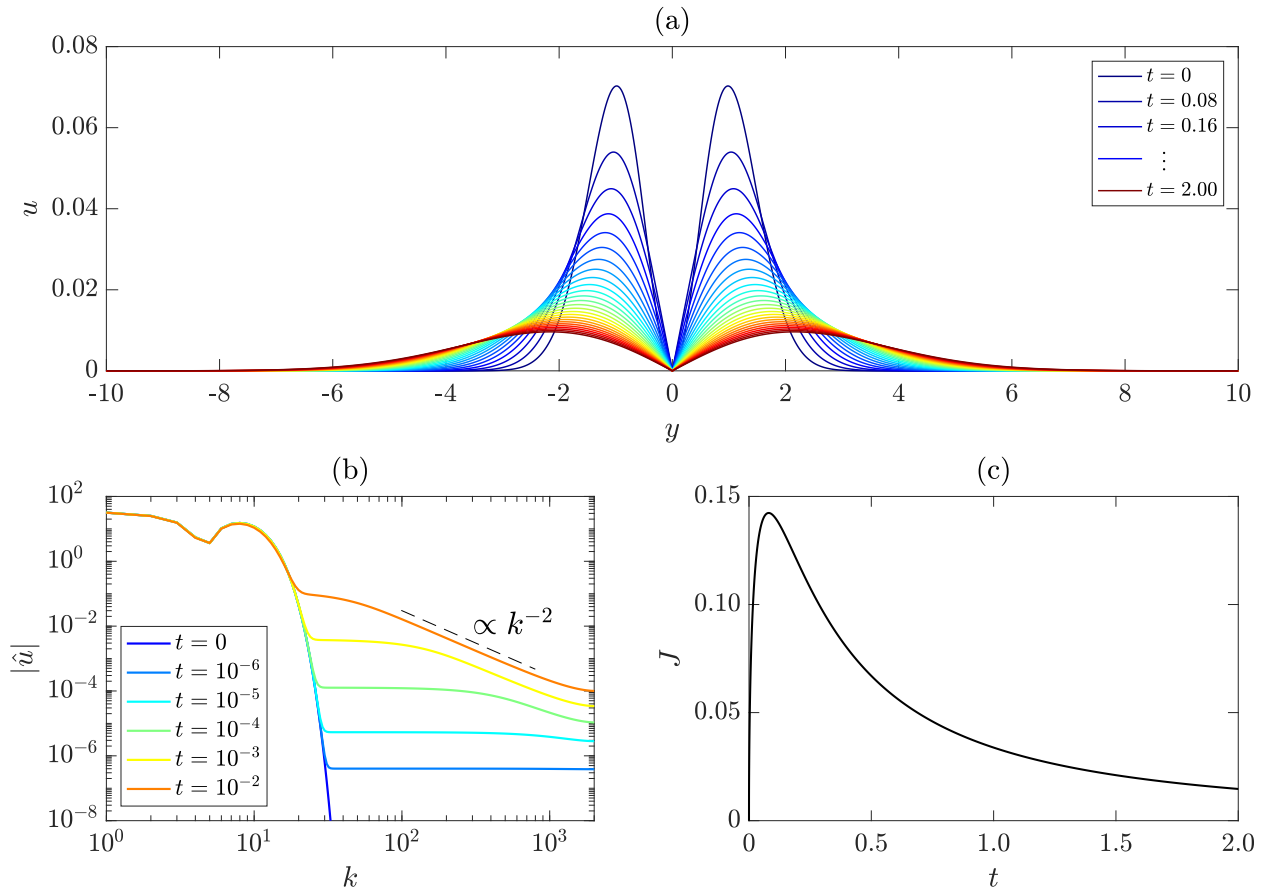 (a)
u
0.08
0.06
0.04
0.02
0
-10 -8 -6 -4 -2 0 2 4 6 8 10
y
t = 0
t = 0.08
t = 0.16
⋮
t = 2.00
(b)
|û|
10^2
10^0
10^{-2}
10^{-4}
10^{-6}
10^{-8}
10^0 10^1 10^2 10^3
k
∝ k^{-2}
t = 0
t = 10^{-6}
t = 10^{-5}
t = 10^{-4}
t = 10^{-3}
t = 10^{-2}
(c)
J
0.15
0.10
0.05
0
0 0.5 1.0 1.5 2.0
t